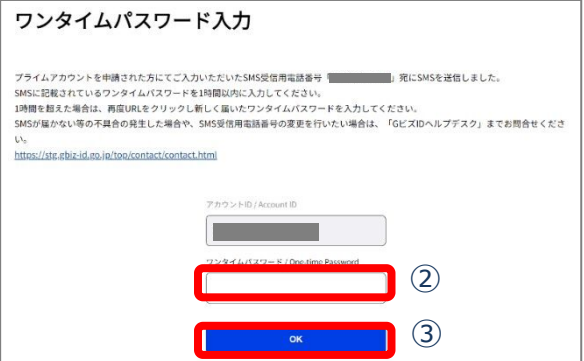 ワンタイムパスワード入力
プライムアカウントを申請された方にてご入力いただいたSMS受信用電話番号「 」宛にSMSを送信しました。
SMSに記載されているワンタイムパスワードを1時間以内に入力してください。
1時間を超えた場合は、再度URLをクリックし新しく届いたワンタイムパスワードを入力してください。
SMSが届かない等の不具合の発生した場合や、SMS受信用電話番号の変更を行いたい場合は、「GビズIDヘルプデスク」までお問合せくださ
い。
https://stg.gbiz-id.go.jp/top/contact/contact.html
アカウントID / Account ID
ワンタイムパスワード / One-time Password
②
OK
③